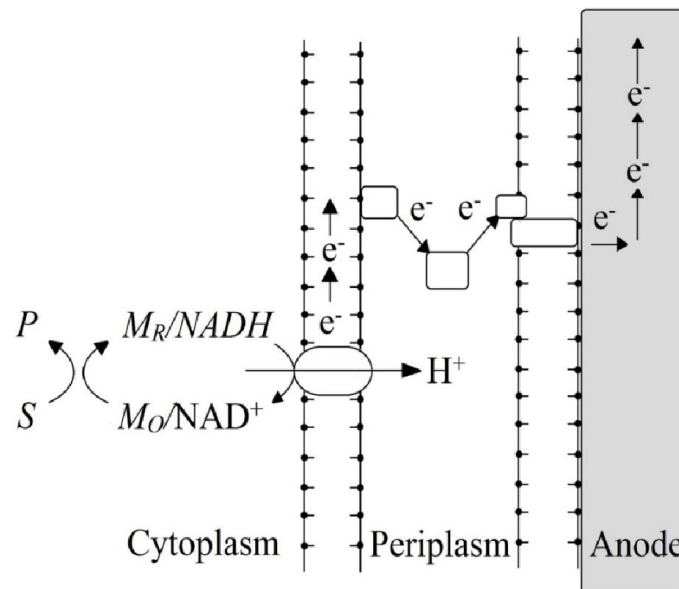 e⁻
e⁻
e⁻ e⁻ e⁻
e⁻
e⁻
P M_R/NADH
H⁺
S M_O/NAD⁺
Cytoplasm Periplasm Anode